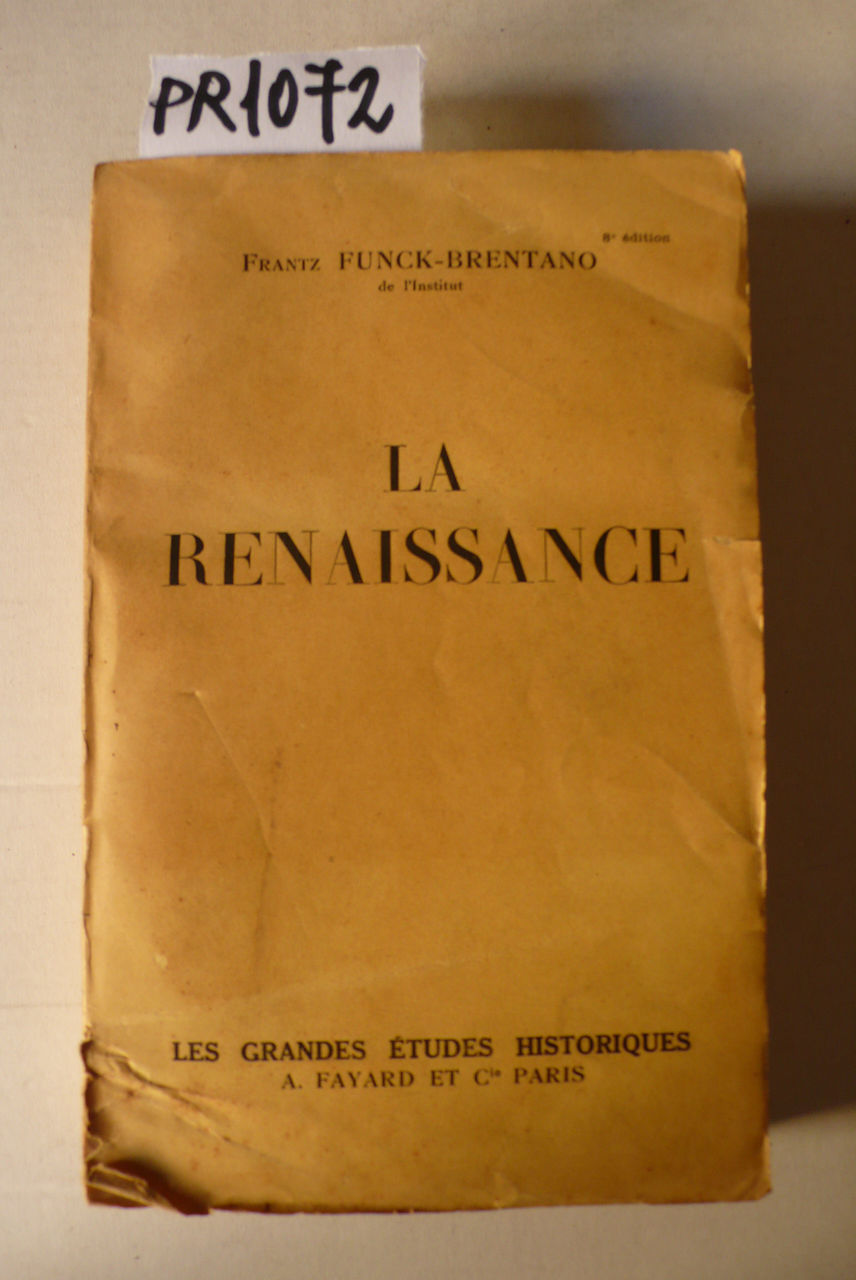 PR1072
8e édition
FRANTZ FUNCK-BRENTANO
de l'Institut
LA
RENAISSANCE
LES GRANDES ÉTUDES HISTORIQUES
A. FAYARD ET Cie PARIS